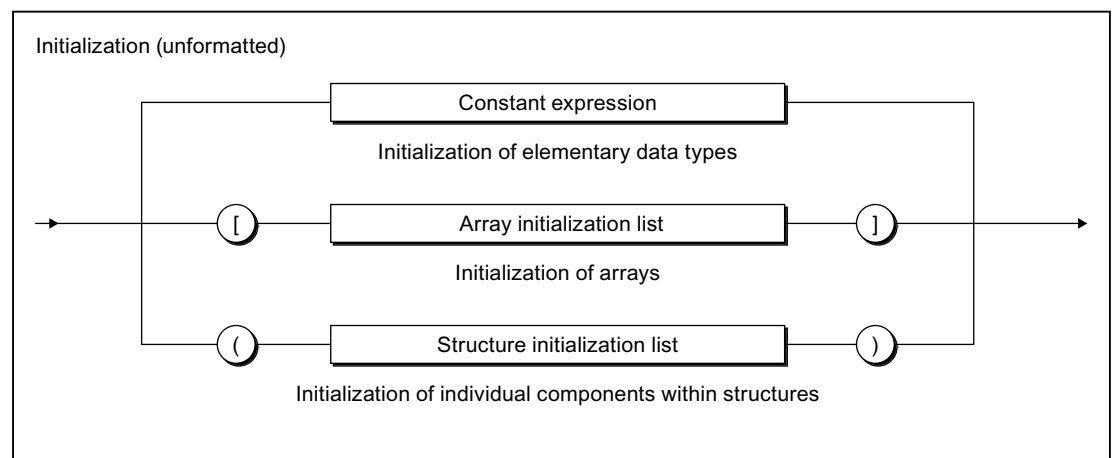 Initialization (unformatted)
Constant expression
Initialization of elementary data types
[ Array initialization list ]
Initialization of arrays
( Structure initialization list )
Initialization of individual components within structures